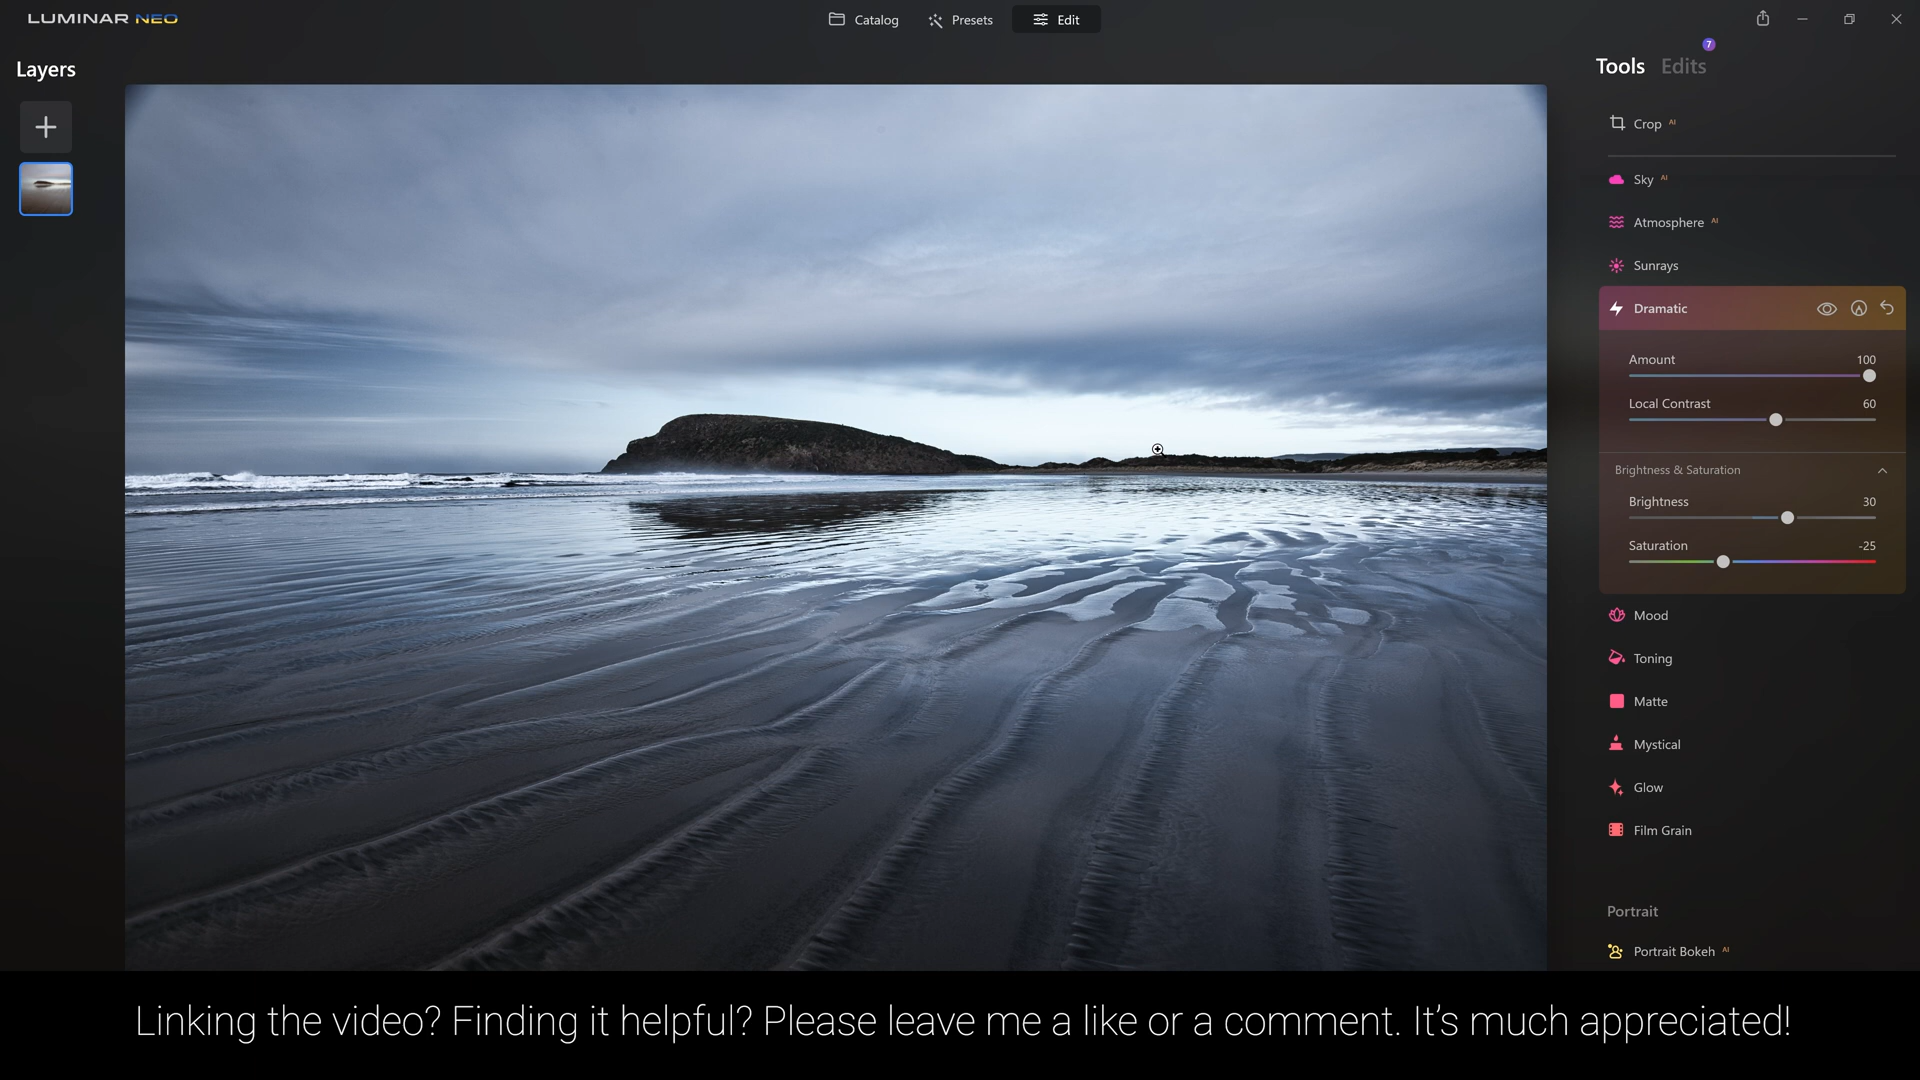 LUMINAR NEO
Catalog
Presets
Edit
Layers
Tools
Edits
7
Crop AI
Sky AI
Atmosphere AI
Sunrays
Dramatic
Amount 100
Local Contrast 60
Brightness & Saturation
Brightness 30
Saturation -25
Mood
Toning
Matte
Mystical
Glow
Film Grain
Portrait
Portrait Bokeh AI
Linking the video? Finding it helpful? Please leave me a like or a comment. It's much appreciated!